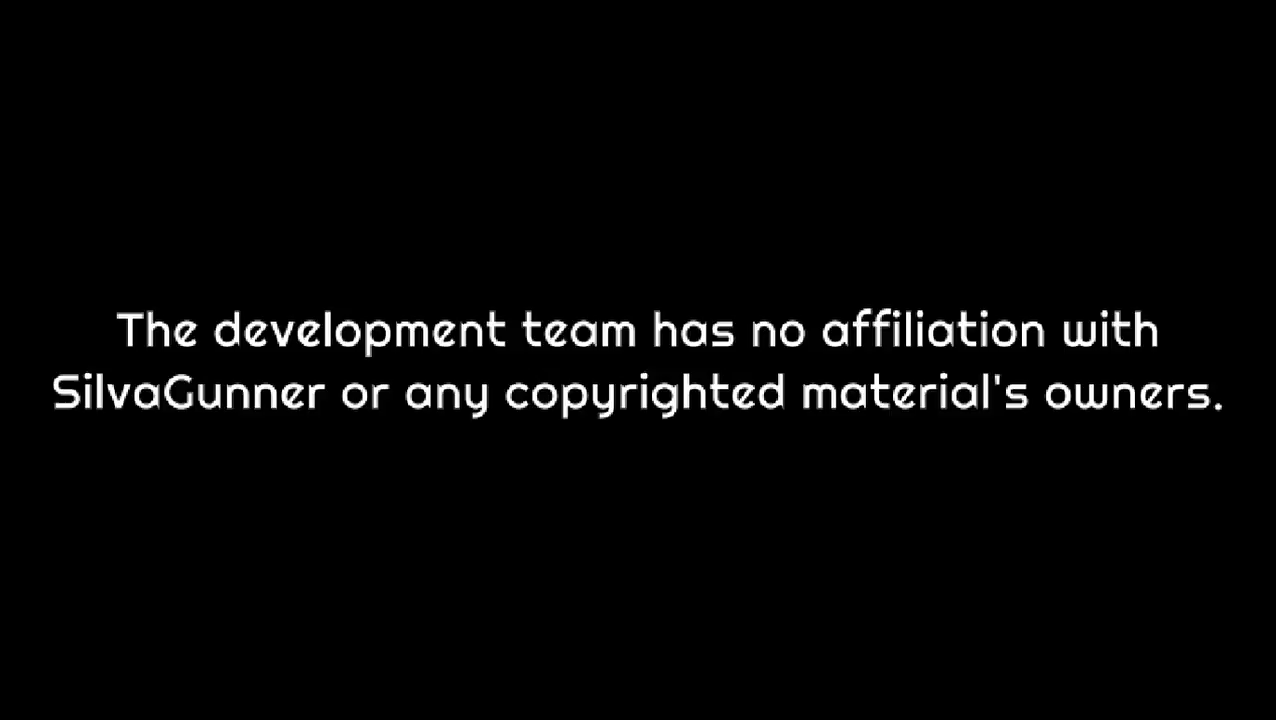 The development team has no affiliation with
SilvaGunner or any copyrighted material's owners.